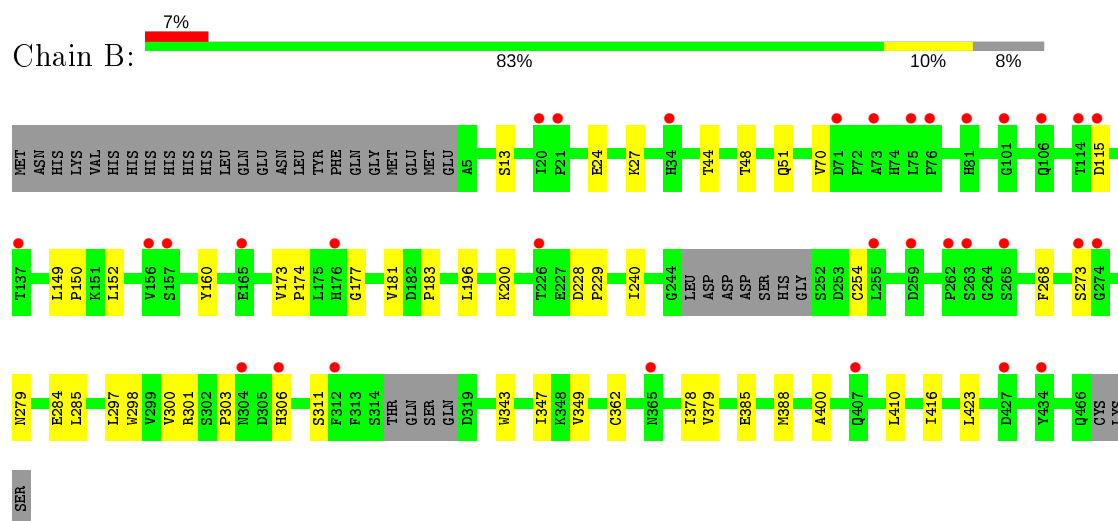 7%
Chain B:
83% 10% 8%
MET ASN HIS LYS VAL HIS HIS HIS HIS HIS HIS LEU GLN GLU ASN LEU TYR PHE GLN GLY MET GLU MET GLU A5 S13 I20 P21 E24 K27 H34 T44 T48 Q51 V70 D71 P72 A73 H74 L75 P76 H81 G101 Q106 T114 D115
T137 L149 P150 K151 L152 V156 S157 Y160 E165 V173 P174 L175 H176 G177 V181 D182 P183 L196 K200 T226 E227 D228 P229 I240 G244 LEU ASP ASP ASP SER HIS GLY S252 D253 C254 L255 D259 P262 S263 G264 S265 F268 S273 G274
N279 E284 L285 L297 W298 V299 V300 R301 S302 P303 N304 D305 H306 S311 F312 F313 S314 THR GLN SER GLN D319 W343 I347 K348 V349 C362 N365 I378 V379 E385 M388 A400 Q407 L410 I416 L423 D427 Y434 Q466 CYS LYS
SER